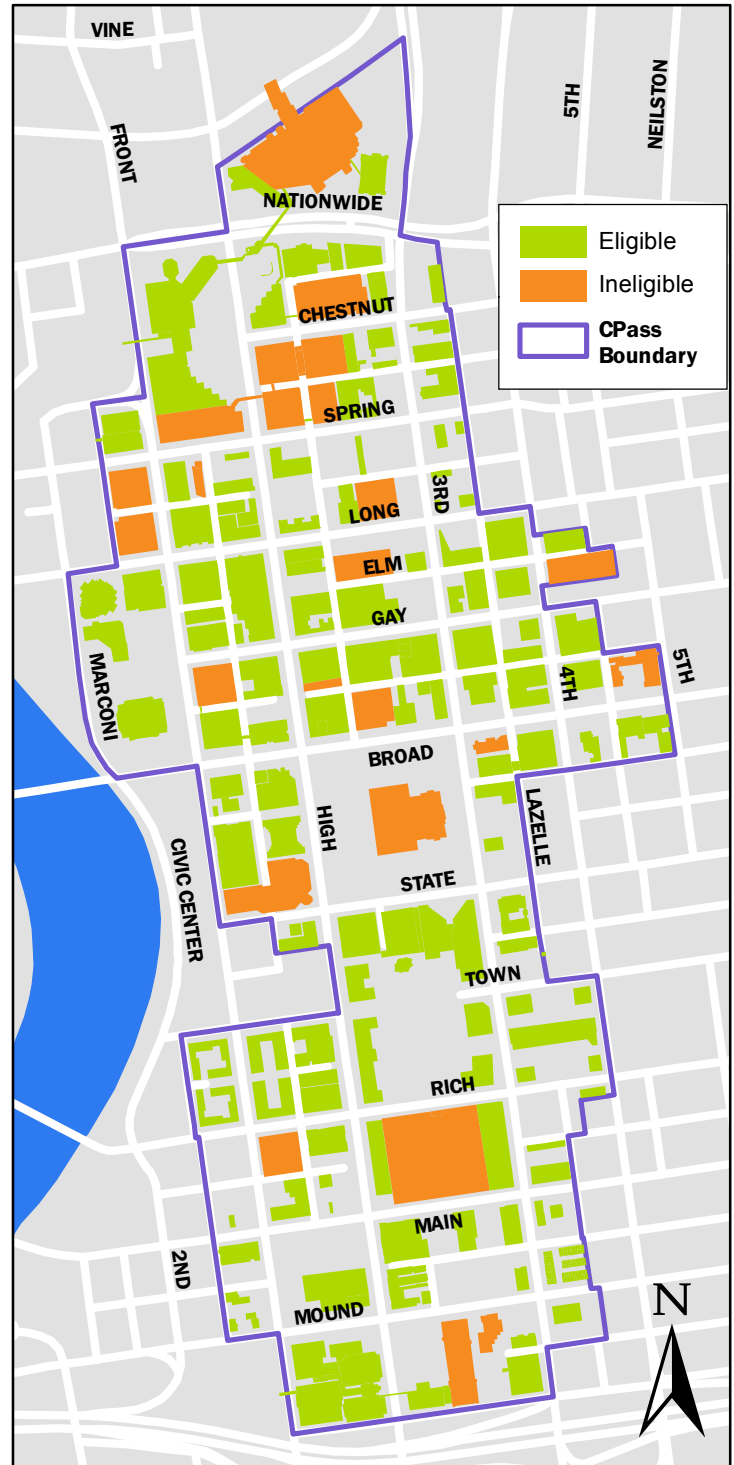 VINE
FRONT
5TH
NEILSTON
NATIONWIDE
Eligible
Ineligible
CPass
Boundary
CHESTNUT
SPRING
3RD
LONG
ELM
GAY
MARCONI
4TH
5TH
BROAD
HIGH
LAZELLE
CIVIC CENTER
STATE
TOWN
RICH
MAIN
2ND
MOUND
N